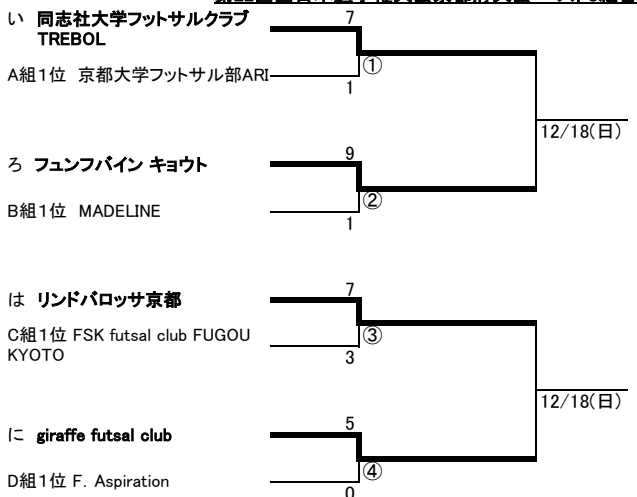 い 同志社大学フットサルクラブ
TREBOL
7
①
A組1位 京都大学フットサル部ARI
1
12/18(日)
ろ フュンフバイン キョウト
9
②
B組1位 MADELINE
1
は リンドバロッサ京都
7
③
C組1位 FSK futsal club FUGOU
KYOTO
3
12/18(日)
に giraffe futsal club
5
④
D組1位 F. Aspiration
0